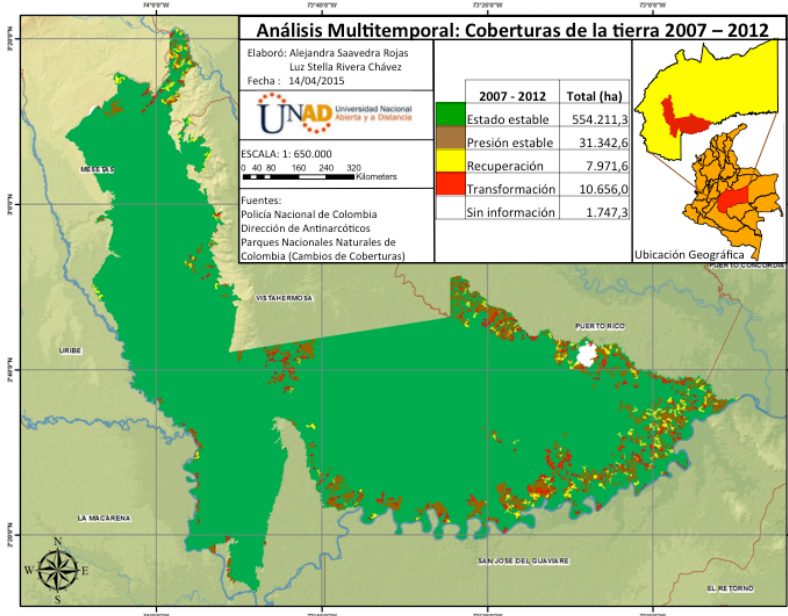 Análisis Multitemporal: Coberturas de la tierra 2007 – 2012
Elaboró: Alejandra Saavedra Rojas
Luz Stella Rivera Chávez
Fecha : 14/04/2015
UNAD Universidad Nacional
Abierta y a Distancia
ESCALA: 1: 650.000
0 40 80 160 240 320
Kilometers
Fuentes:
Policía Nacional de Colombia
Dirección de Antinarcóticos
Parques Nacionales Naturales de
Colombia (Cambios de Coberturas)
2007 - 2012 Total (ha)
Estado estable 554.211,3
Presión estable 31.342,6
Recuperación 7.971,6
Transformación 10.656,0
Sin información 1.747,3
Ubicación Geográfica
PUERTO CONCORDIA
MESETAS
VISTAHERMOSA
PUERTO RICO
URIBE
LA MACARENA
SAN JOSE DEL GUAVIARE
EL RETORNO
N
W E
S